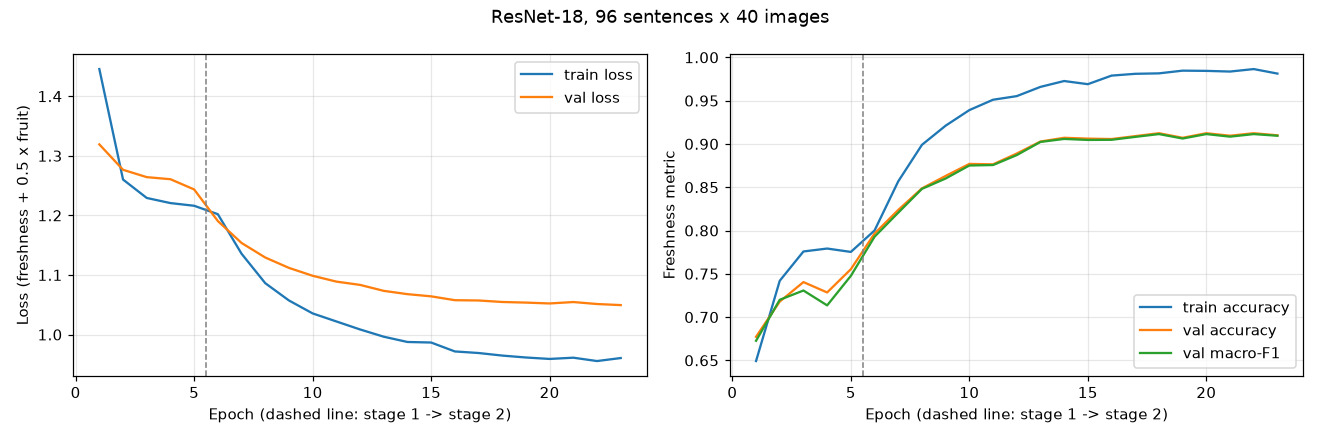 ResNet-18, 96 sentences x 40 images
Loss (freshness + 0.5 x fruit)
1.4
1.3
1.2
1.1
1.0
train loss
val loss
0 5 10 15 20
Epoch (dashed line: stage 1 -> stage 2)
Freshness metric
1.00
0.95
0.90
0.85
0.80
0.75
0.70
0.65
train accuracy
val accuracy
val macro-F1
0 5 10 15 20
Epoch (dashed line: stage 1 -> stage 2)